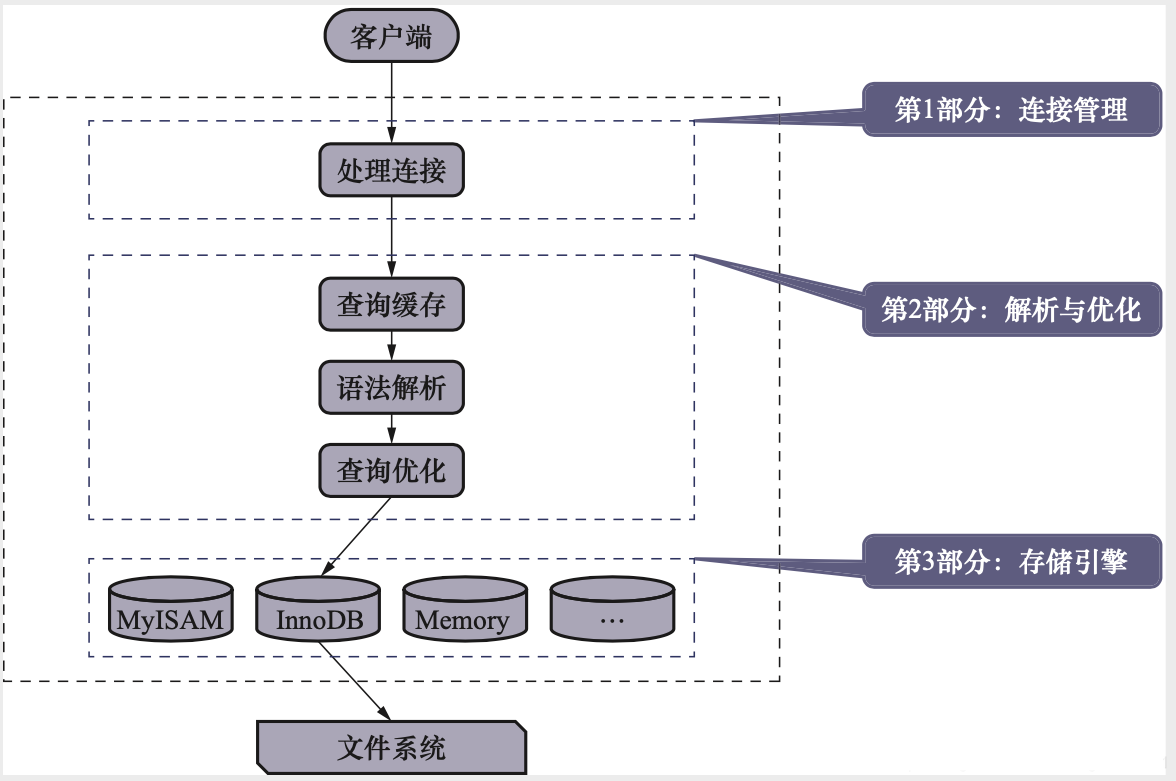 客户端
第1部分：连接管理
处理连接
查询缓存
第2部分：解析与优化
语法解析
查询优化
第3部分：存储引擎
MyISAM
InnoDB
Memory
...
文件系统